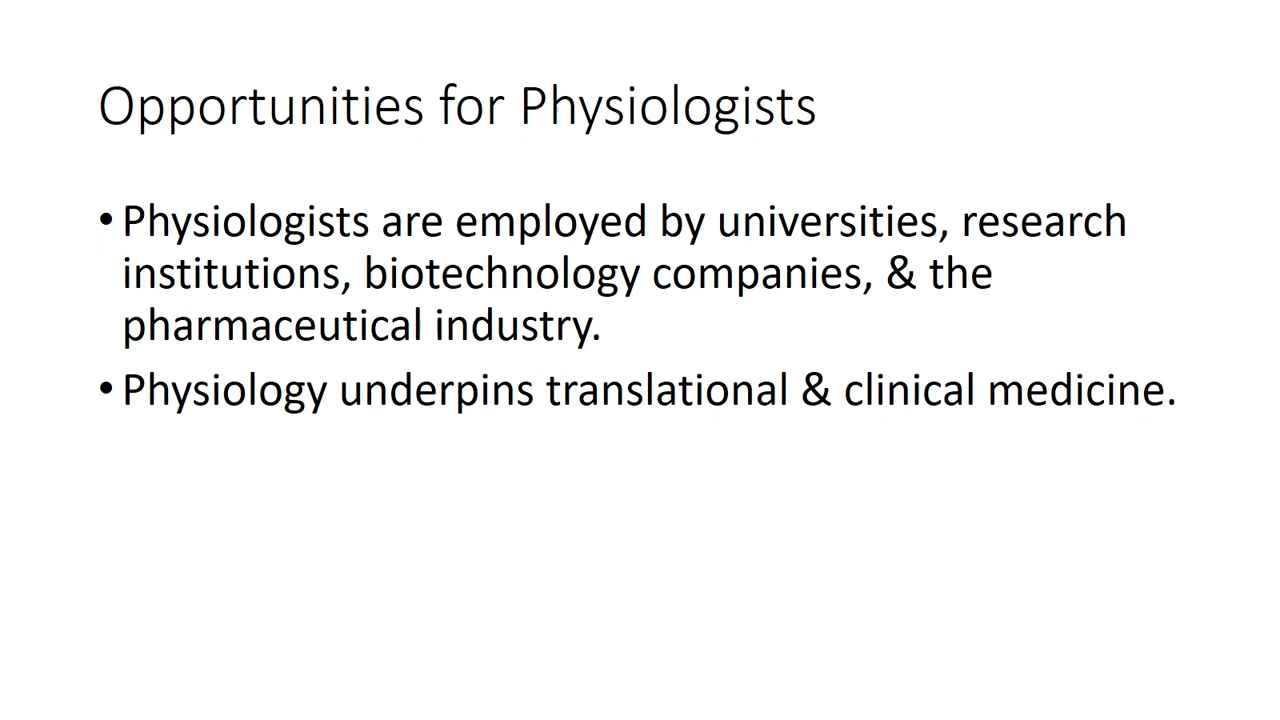 Opportunities for Physiologists
• Physiologists are employed by universities, research
institutions, biotechnology companies, & the
pharmaceutical industry.
• Physiology underpins translational & clinical medicine.